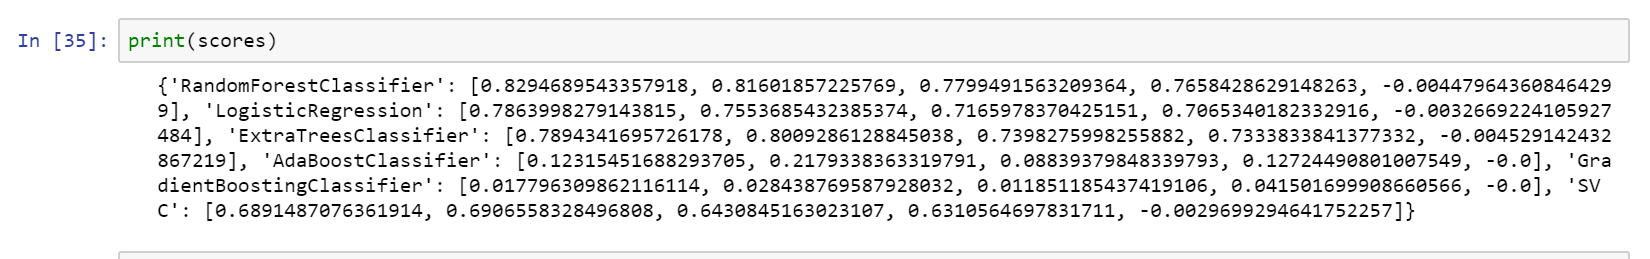 In [35]: print(scores)
{'RandomForestClassifier': [0.8294689543357918, 0.81601857225769, 0.7799491563209364, 0.7658428629148263, -0.004479643608464299
9], 'LogisticRegression': [0.7863998279143815, 0.7553685432385374, 0.7165978370425151, 0.7065340182332916, -0.0032669224105927
484], 'ExtraTreesClassifier': [0.7894341695726178, 0.8009286128845038, 0.7398275998255882, 0.7333833841377332, -0.004529142432
867219], 'AdaBoostClassifier': [0.12315451688293705, 0.2179338363319791, 0.08839379848339793, 0.12724490801007549, -0.0], 'Gra
dientBoostingClassifier': [0.017796309862116114, 0.028438769587928032, 0.011851185437419106, 0.041501699908660566, -0.0], 'SV
C': [0.6891487076361914, 0.6906558328496808, 0.6430845163023107, 0.6310564697831711, -0.0029699294641752257]}